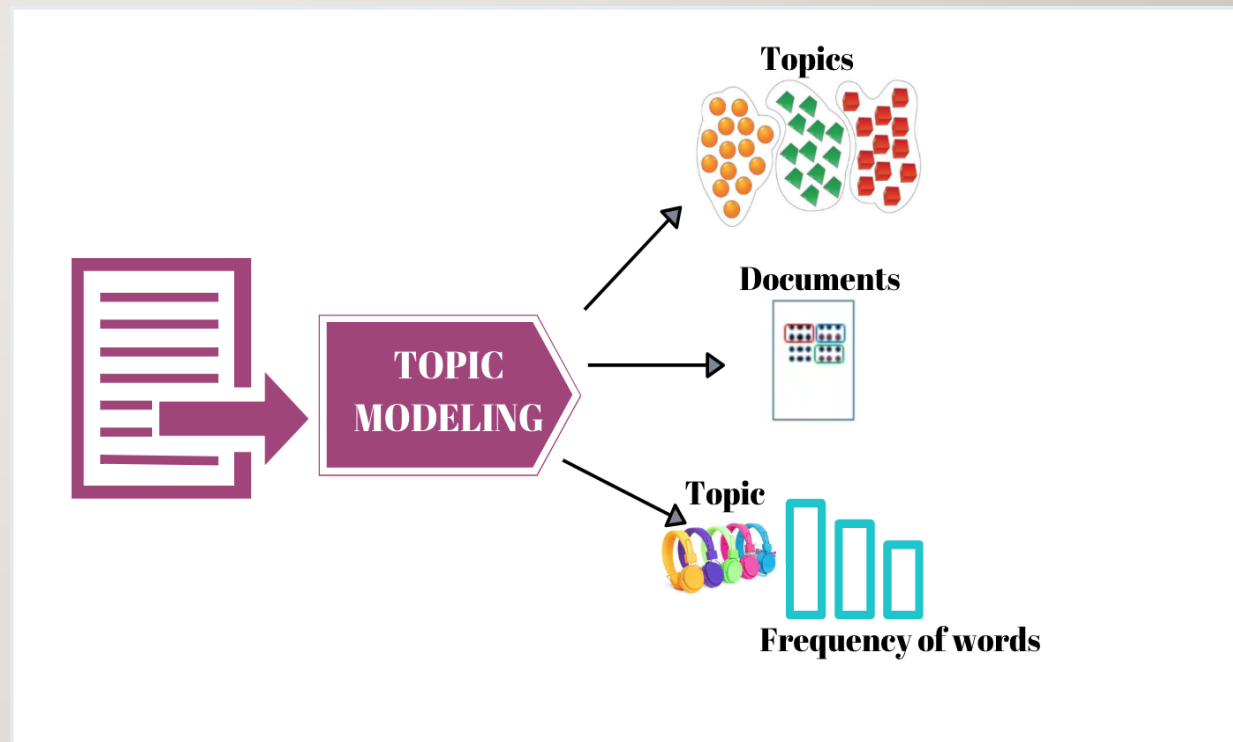 Topics
Documents
TOPIC
MODELING
Topic
Frequency of words